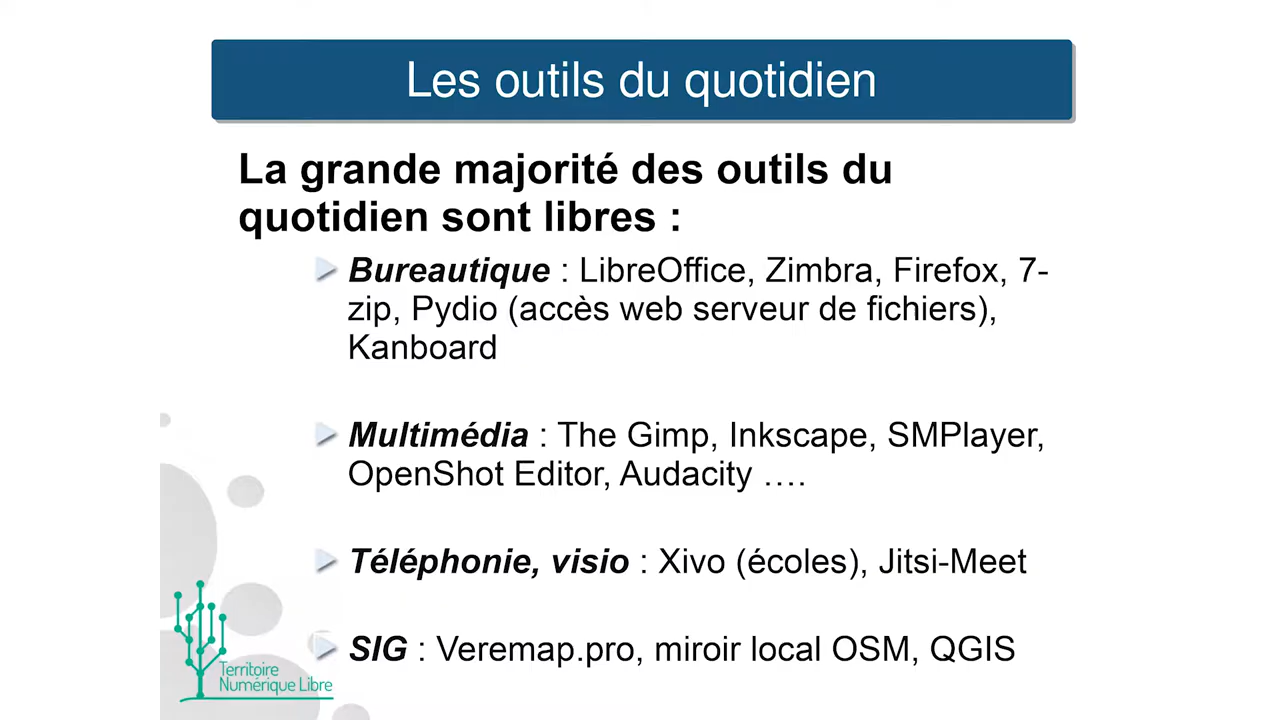 Les outils du quotidien
La grande majorité des outils du
quotidien sont libres :
Bureautique : LibreOffice, Zimbra, Firefox, 7-
zip, Pydio (accès web serveur de fichiers),
Kanboard
Multimédia : The Gimp, Inkscape, SMPlayer,
OpenShot Editor, Audacity ….
Téléphonie, visio : Xivo (écoles), Jitsi-Meet
SIG : Veremap.pro, miroir local OSM, QGIS
Territoire
Numérique Libre